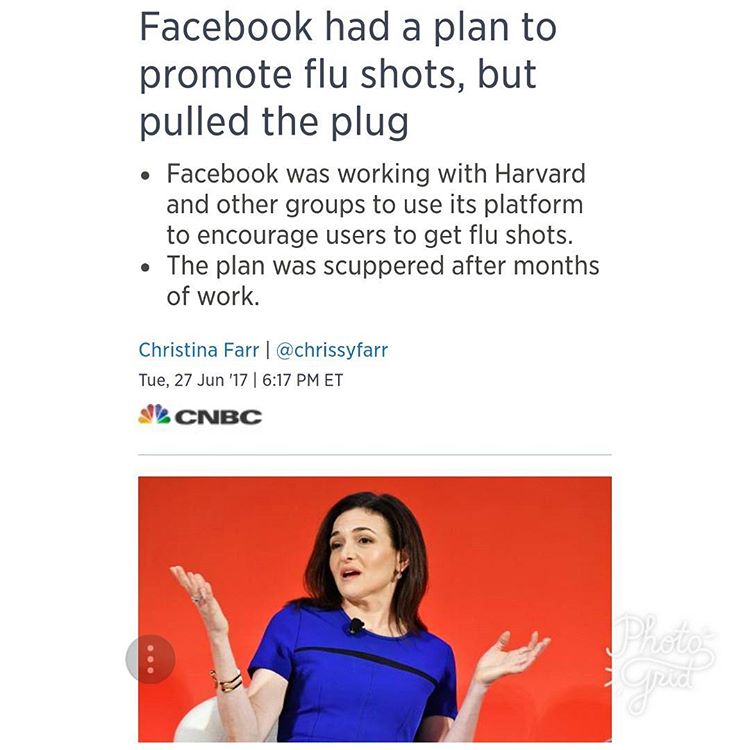 Facebook had a plan to
promote flu shots, but
pulled the plug
• Facebook was working with Harvard
and other groups to use its platform
to encourage users to get flu shots.
• The plan was scuppered after months
of work.
Christina Farr | @chrissyfarr
Tue, 27 Jun '17 | 6:17 PM ET
CNBC
Photo
Grid